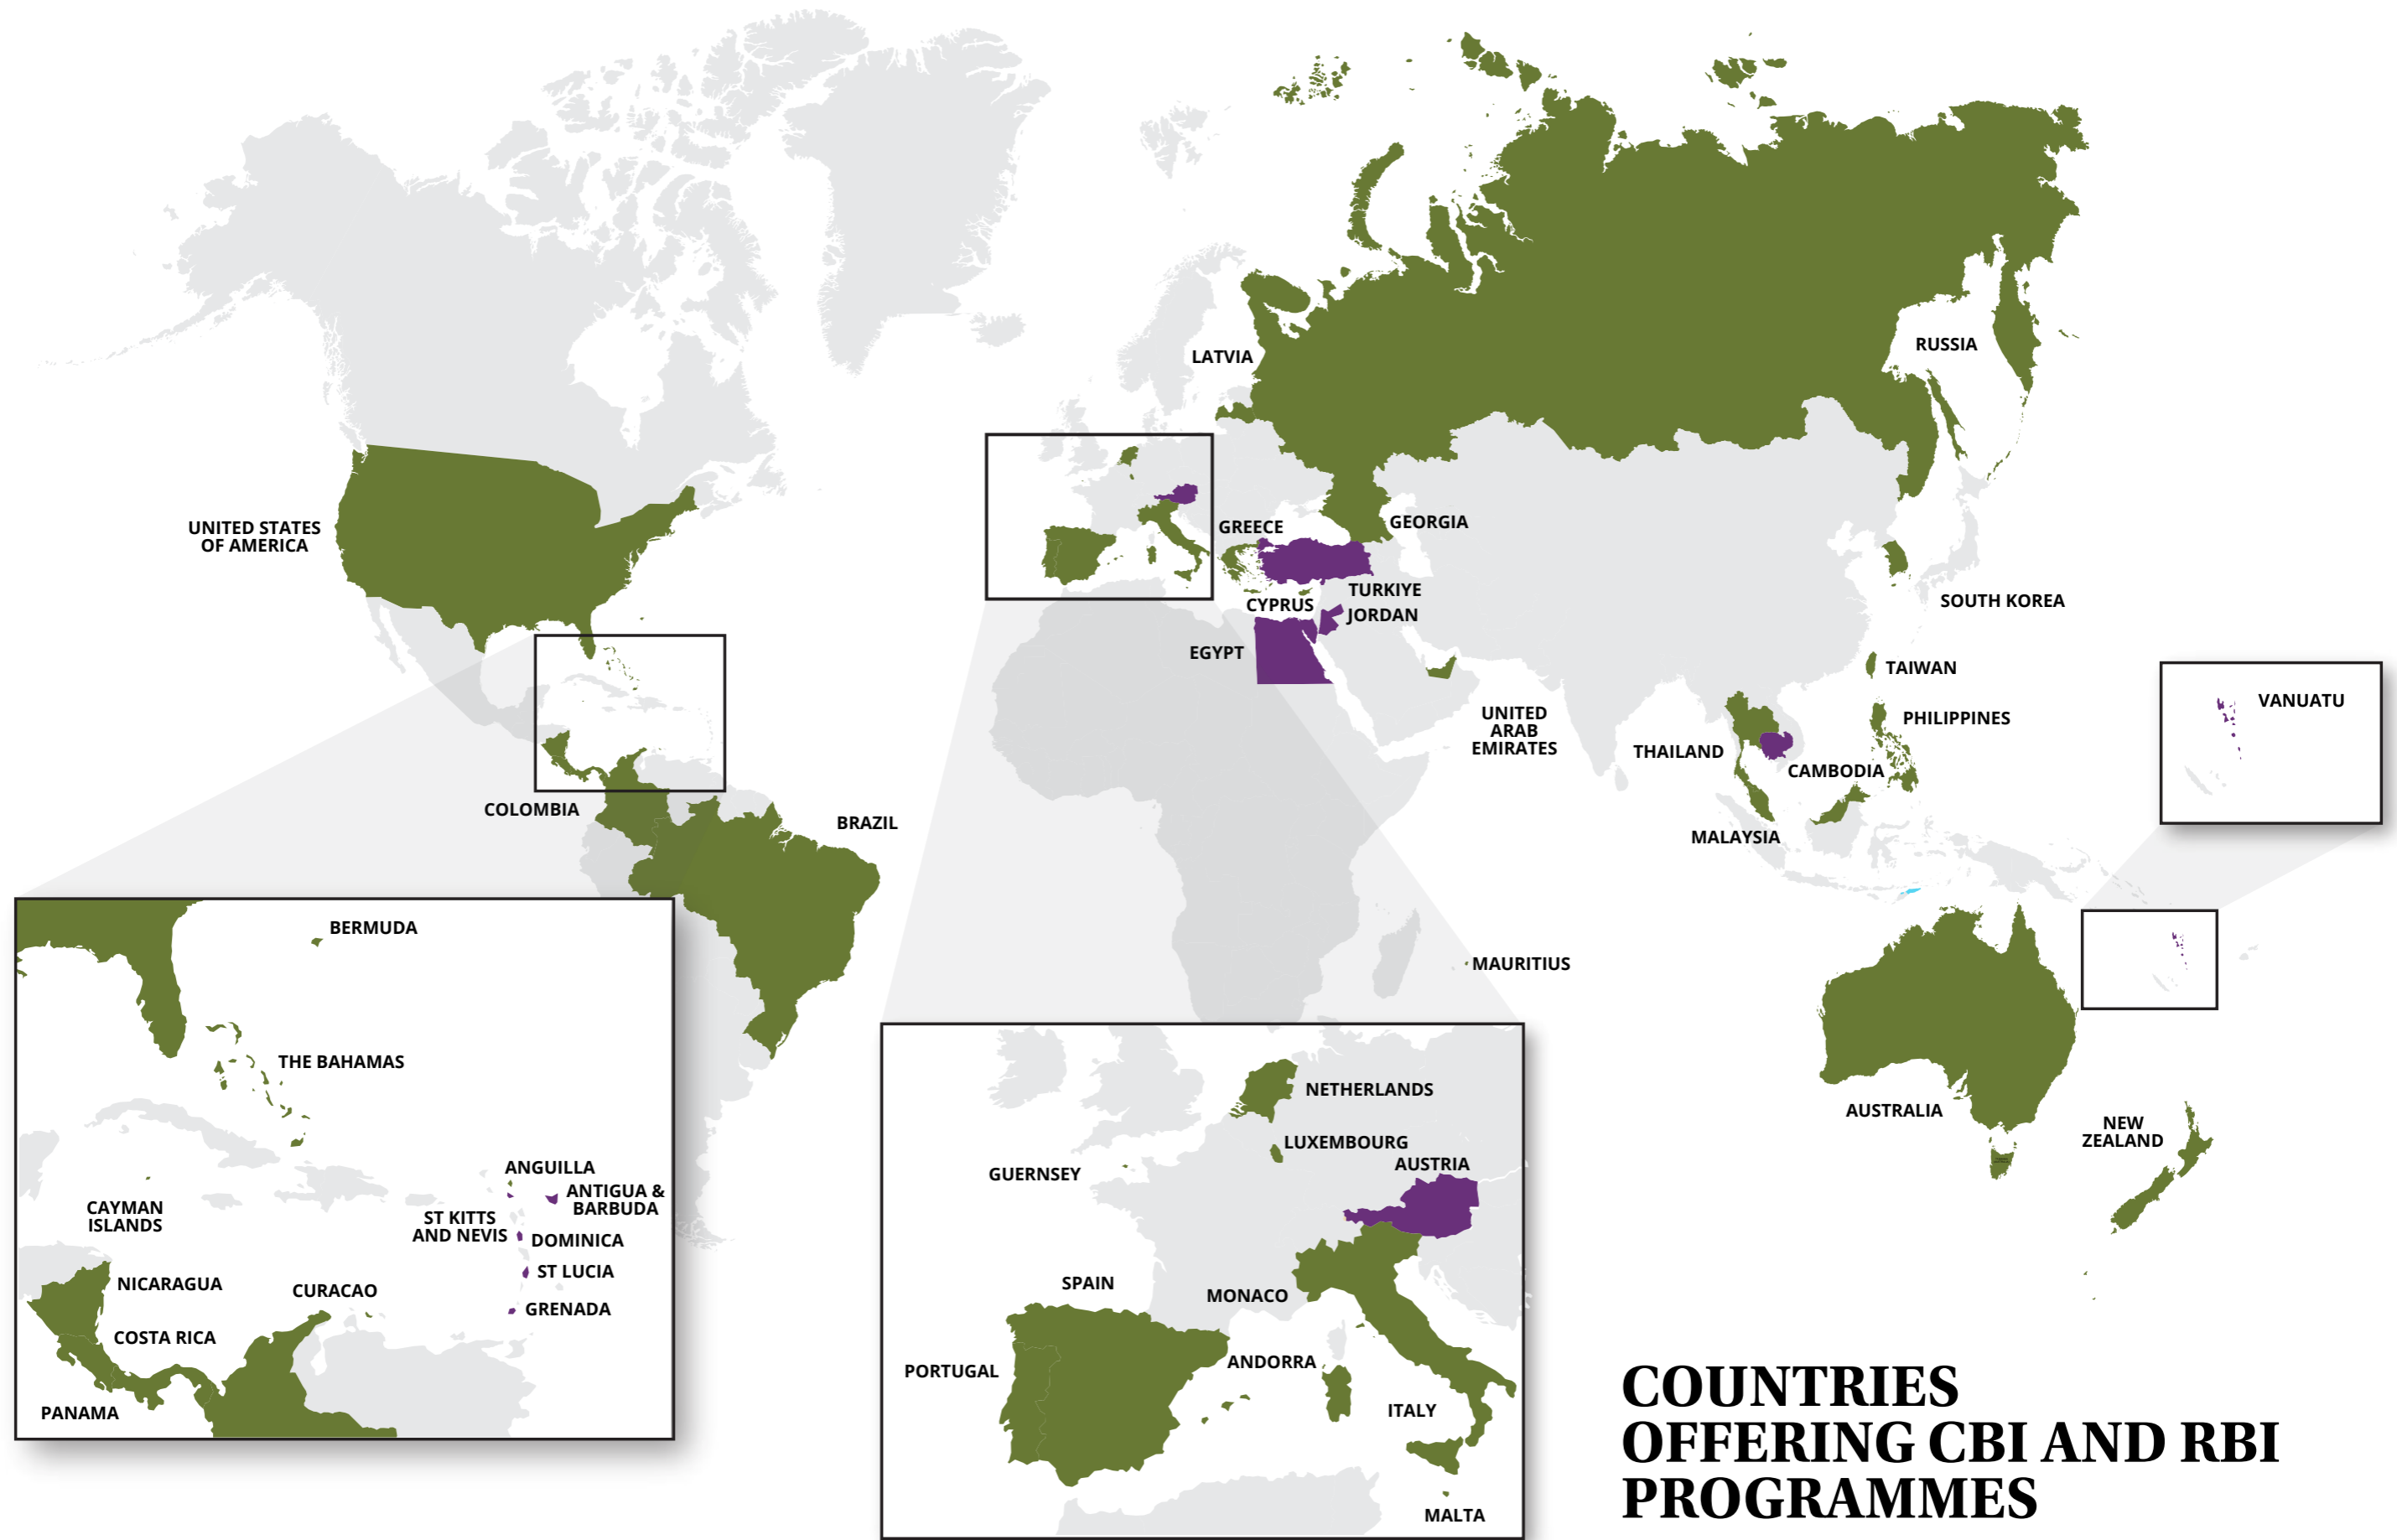 LATVIA
RUSSIA
UNITED STATES
OF AMERICA
GREECE
GEORGIA
TURKIYE
CYPRUS
JORDAN
EGYPT
SOUTH KOREA
TAIWAN
UNITED
ARAB
EMIRATES
THAILAND
PHILIPPINES
CAMBODIA
MALAYSIA
VANUATU
COLOMBIA
BRAZIL
MAURITIUS
AUSTRALIA
NEW
ZEALAND
BERMUDA
THE BAHAMAS
ANGUILLA
ANTIGUA &
BARBUDA
CAYMAN
ISLANDS
ST KITTS
AND NEVIS
DOMINICA
ST LUCIA
NICARAGUA
CURACAO
GRENADA
COSTA RICA
PANAMA
NETHERLANDS
LUXEMBOURG
AUSTRIA
GUERNSEY
SPAIN
MONACO
PORTUGAL
ANDORRA
ITALY
MALTA
COUNTRIES
OFFERING CBI AND RBI
PROGRAMMES